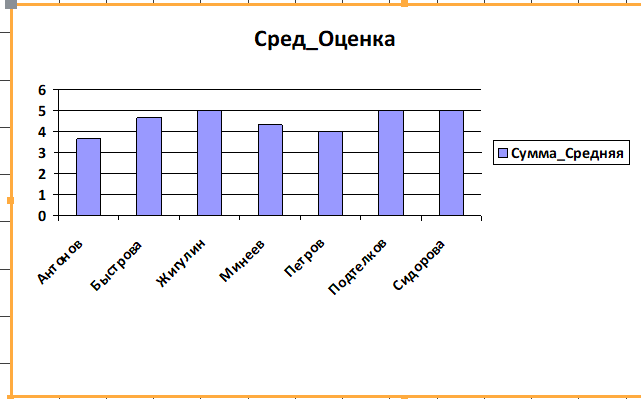 Сред_Оценка
6
5
4
3
2
1
0
Антонов
Быстрова
Жигулин
Минеев
Петров
Подтелков
Сидорова
Сумма_Средняя